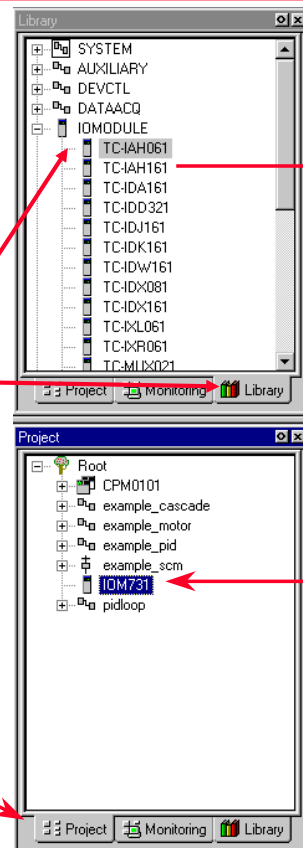 Library
SYSTEM
AUXILIARY
DEVCTL
DATAACQ
IOMODULE
TC-IAH061
TC-IAH161
TC-IDA161
TC-IDD321
TC-IDJ161
TC-IDK161
TC-IDW161
TC-IDX081
TC-IDX161
TC-IXL061
TC-IXR061
TC-MUX021
Project Monitoring Library
Project
Root
CPM0101
example_cascade
example_motor
example_pid
example_scm
IOM731
pidloop
Project Monitoring Library